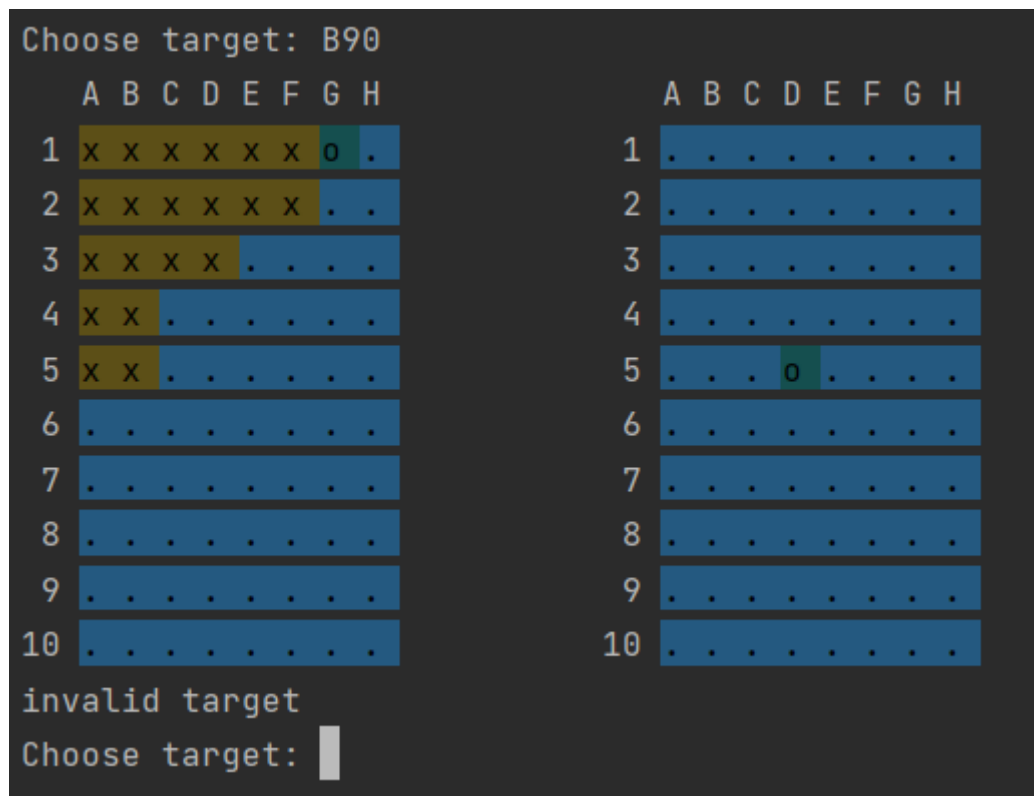 Choose target: B90
A B C D E F G H A B C D E F G H
1 x x x x x x o . 1 . . . . . . . .
2 x x x x x x . . 2 . . . . . . . .
3 x x x x . . . . 3 . . . . . . . .
4 x x . . . . . . 4 . . . . . . . .
5 x x . . . . . . 5 . . . o . . . .
6 . . . . . . . . 6 . . . . . . . .
7 . . . . . . . . 7 . . . . . . . .
8 . . . . . . . . 8 . . . . . . . .
9 . . . . . . . . 9 . . . . . . . .
10 . . . . . . . . 10 . . . . . . . .
invalid target
Choose target: